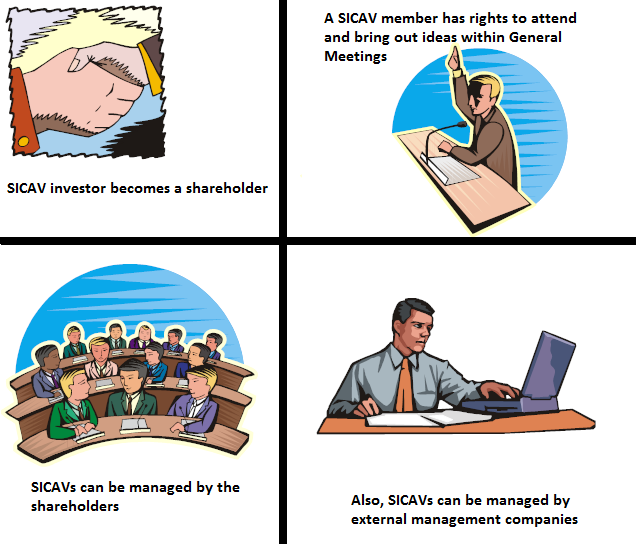 SICAV investor becomes a shareholder
A SICAV member has rights to attend
and bring out ideas within General
Meetings
SICAVs can be managed by the
shareholders
Also, SICAVs can be managed by
external management companies